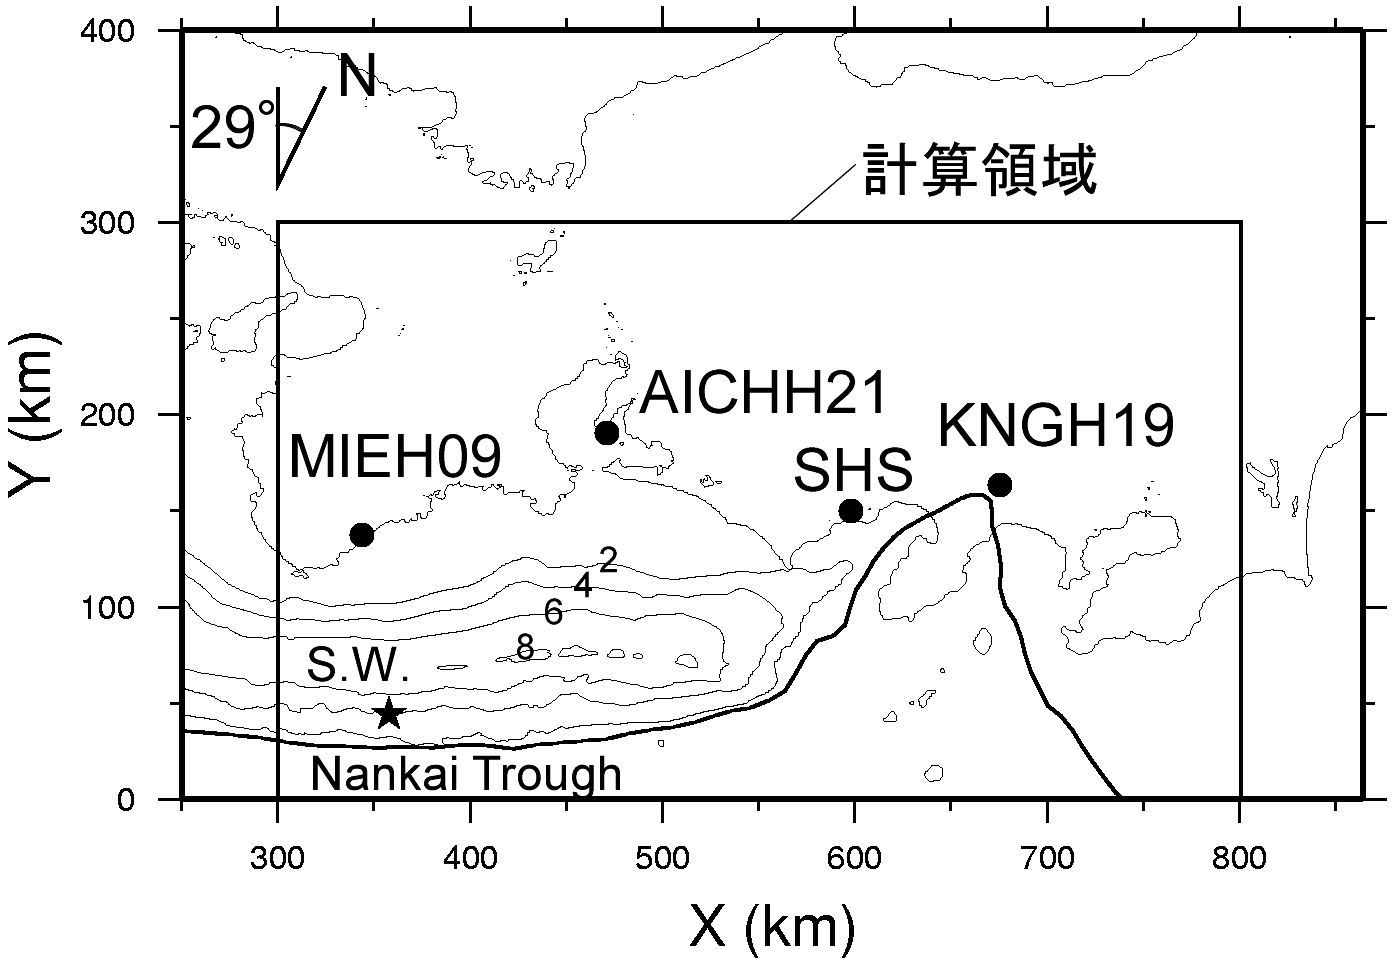 400
N
29°
計算領域
300
Y (km)
AICHH21
200
KNGH19
MIEH09
SHS
2
4
100
6
8
S.W.
Nankai Trough
0
300 400 500 600 700 800
X (km)